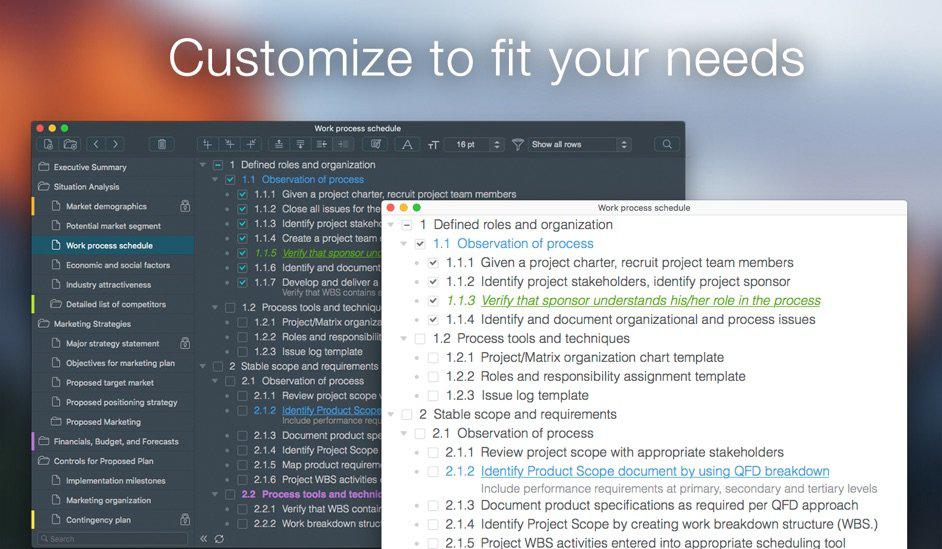 Customize to fit your needs
Work process schedule
16 pt
Show all rows
Executive Summary
Situation Analysis
Market demographics
Potential market segment
Work process schedule
Economic and social factors
Industry attractiveness
Detailed list of competitors
Marketing Strategies
Major strategy statement
Objectives for marketing plan
Proposed target market
Proposed positioning strategy
Proposed Marketing
Financials, Budget, and Forecasts
Controls for Proposed Plan
Implementation milestones
Marketing organization
Contingency plan
Search
1 Defined roles and organization
1.1 Observation of process
1.1.1 Given a project charter, recruit project team members
1.1.2 Close all issues for the
1.1.3 Identify project stakeh
1.1.4 Create a project team
1.1.5 Verify that sponsor und
1.1.6 Identify and document
1.1.7 Develop and deliver a
Verify that WBS contains a
1.2 Process tools and technique
1.2.1 Project/Matrix organiza
1.2.2 Roles and responsibilit
1.2.3 Issue log template
2 Stable scope and requirements
2.1 Observation of process
2.1.1 Review project scope v
2.1.2 Identify Product Scope
Include performance requ
2.1.3 Document product spe
2.1.4 Identify Project Scope
2.1.5 Map product requirem
2.1.6 Project WBS activities
2.2 Process tools and technic
2.2.1 Verify that WBS contain
2.2.2 Work breakdown struct
Work process schedule
1 Defined roles and organization
1.1 Observation of process
1.1.1 Given a project charter, recruit project team members
1.1.2 Identify project stakeholders, identify project sponsor
1.1.3 Verify that sponsor understands his/her role in the process
1.1.4 Identify and document organizational and process issues
1.2 Process tools and techniques
1.2.1 Project/Matrix organization chart template
1.2.2 Roles and responsibility assignment template
1.2.3 Issue log template
2 Stable scope and requirements
2.1 Observation of process
2.1.1 Review project scope with appropriate stakeholders
2.1.2 Identify Product Scope document by using QFD breakdown
Include performance requirements at primary, secondary and tertiary levels
2.1.3 Document product specifications as required per QFD approach
2.1.4 Identify Project Scope by creating work breakdown structure (WBS.)
2.1.5 Project WBS activities entered into appropriate scheduling tool